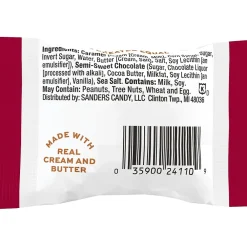 Invert Sugar, Water, Butter [Cream, Salt], Salt, Soy Lecithin [an
emulsifier]), Semi-Sweet Chocolate (Sugar, Chocolate Liquor
[processed with alkali], Cocoa Butter, Milkfat, Soy Lecithin [an
emulsifier], Vanilla), Sea Salt. Contains: Milk, Soy.
May Contain: Peanuts, Tree Nuts, Wheat and Egg.
Distributed by: SANDERS CANDY, LLC Clinton Twp., MI 48036
MADE WITH
REAL
CREAM AND
BUTTER
0 35900 24110 9